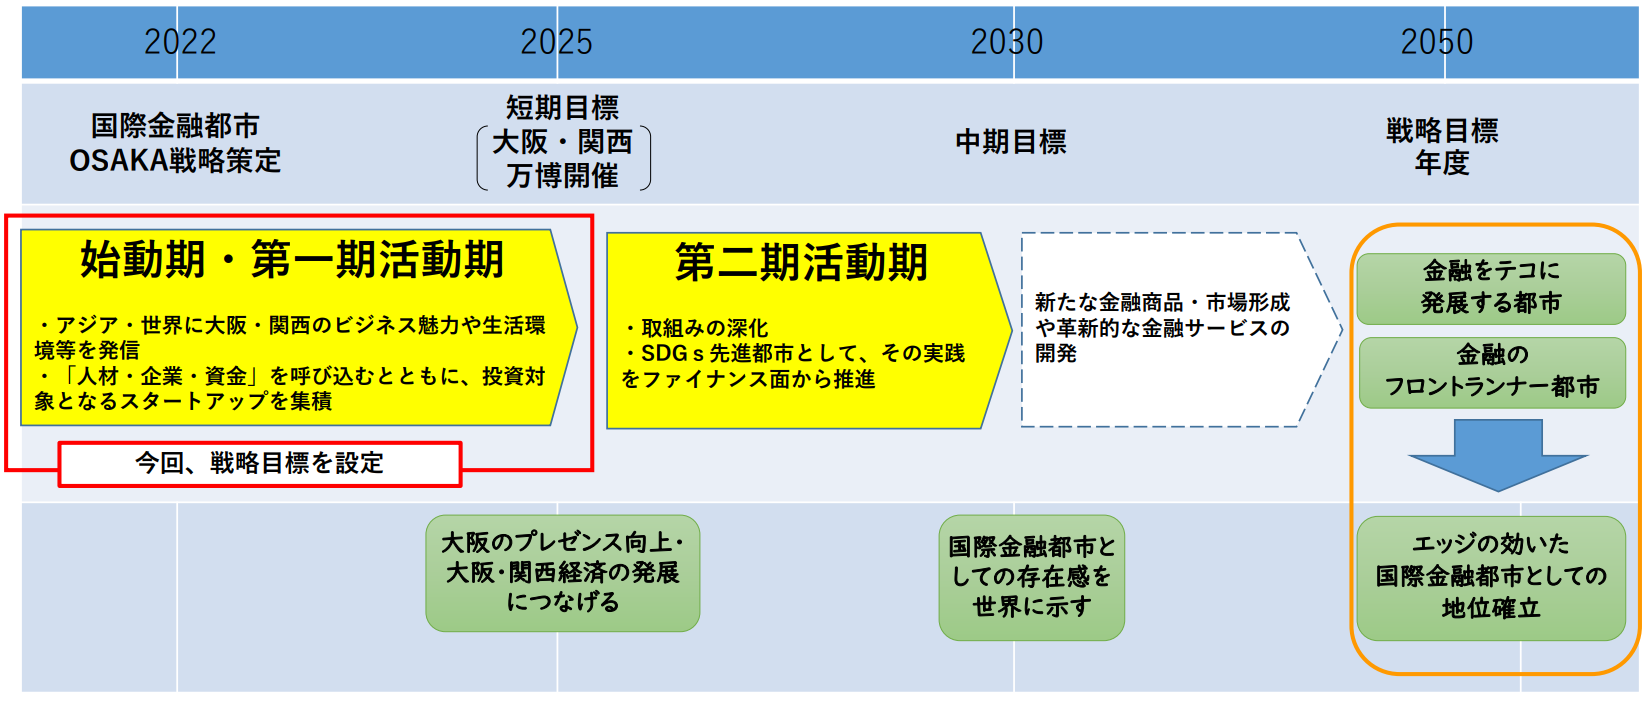 2022
2025
2030
2050
国際金融都市
OSAKA戦略策定
短期目標
大阪・関西
万博開催
中期目標
戦略目標
年度
始動期・第一期活動期
・アジア・世界に大阪・関西のビジネス魅力や生活環
境等を発信
・「人材・企業・資金」を呼び込むとともに、投資対
象となるスタートアップを集積
今回、戦略目標を設定
第二期活動期
・取組みの深化
・SDGｓ先進都市として、その実践
をファイナンス面から推進
新たな金融商品・市場形成
や革新的な金融サービスの
開発
金融をテコに
発展する都市
金融の
フロントランナー都市
大阪のプレゼンス向上・
大阪・関西経済の発展
につなげる
国際金融都市と
しての存在感を
世界に示す
エッジの効いた
国際金融都市としての
地位確立